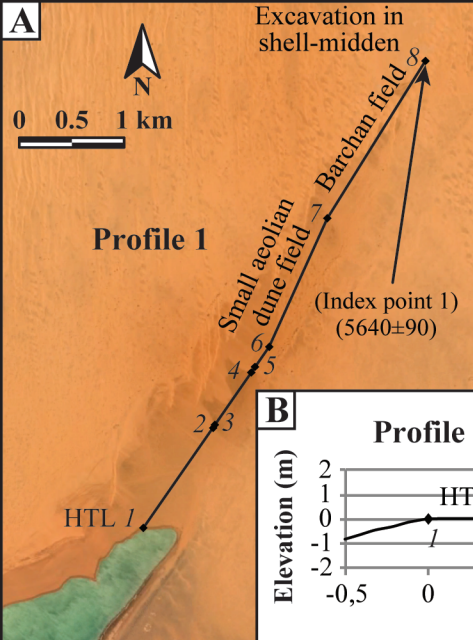 A
Excavation in
shell-midden
8
N
0 0.5 1 km
Barchan field
7
Profile 1
Small aeolian
dune field
(Index point 1)
(5640±90)
6
4 5
2 3
HTL 1
B
Profile
Elevation (m)
2
1
HT
0
1
-1
-2
-0,5 0